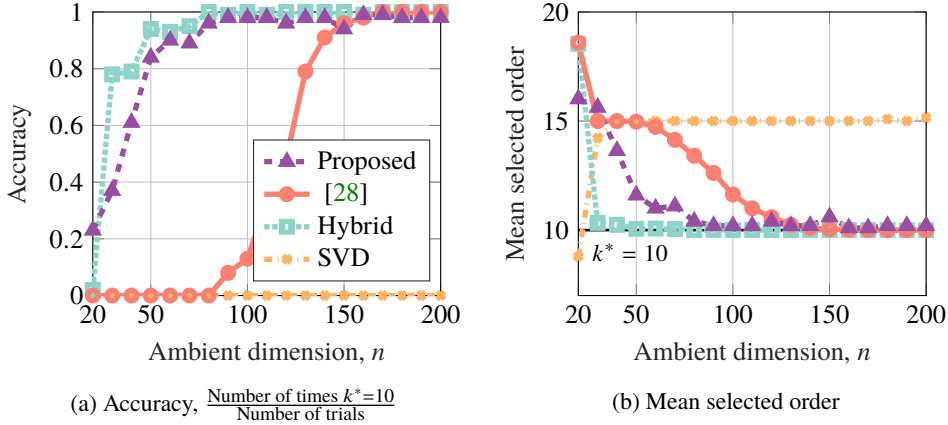 1
0.8
0.6
0.4
0.2
0
Accuracy
20 50 100 150 200
Ambient dimension, n
Proposed
[28]
Hybrid
SVD
(a) Accuracy, Number of times k*=10 / Number of trials
20
15
10
Mean selected order
k* = 10
20 50 100 150 200
Ambient dimension, n
(b) Mean selected order